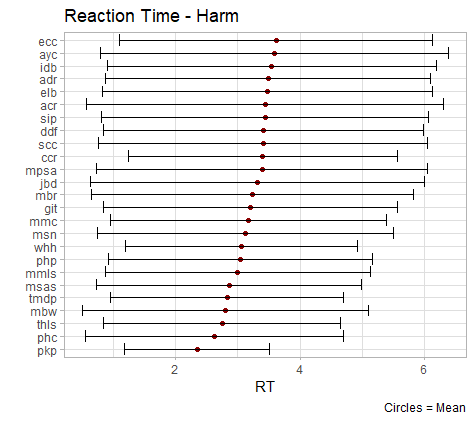 Reaction Time - Harm
ecc
ayc
idb
adr
elb
acr
sip
ddf
scc
ccr
mpsa
jbd
mbr
git
mmc
msn
whh
php
mmls
msas
tmdp
mbw
thls
phc
pkp
2 4 6
RT
Circles = Mean